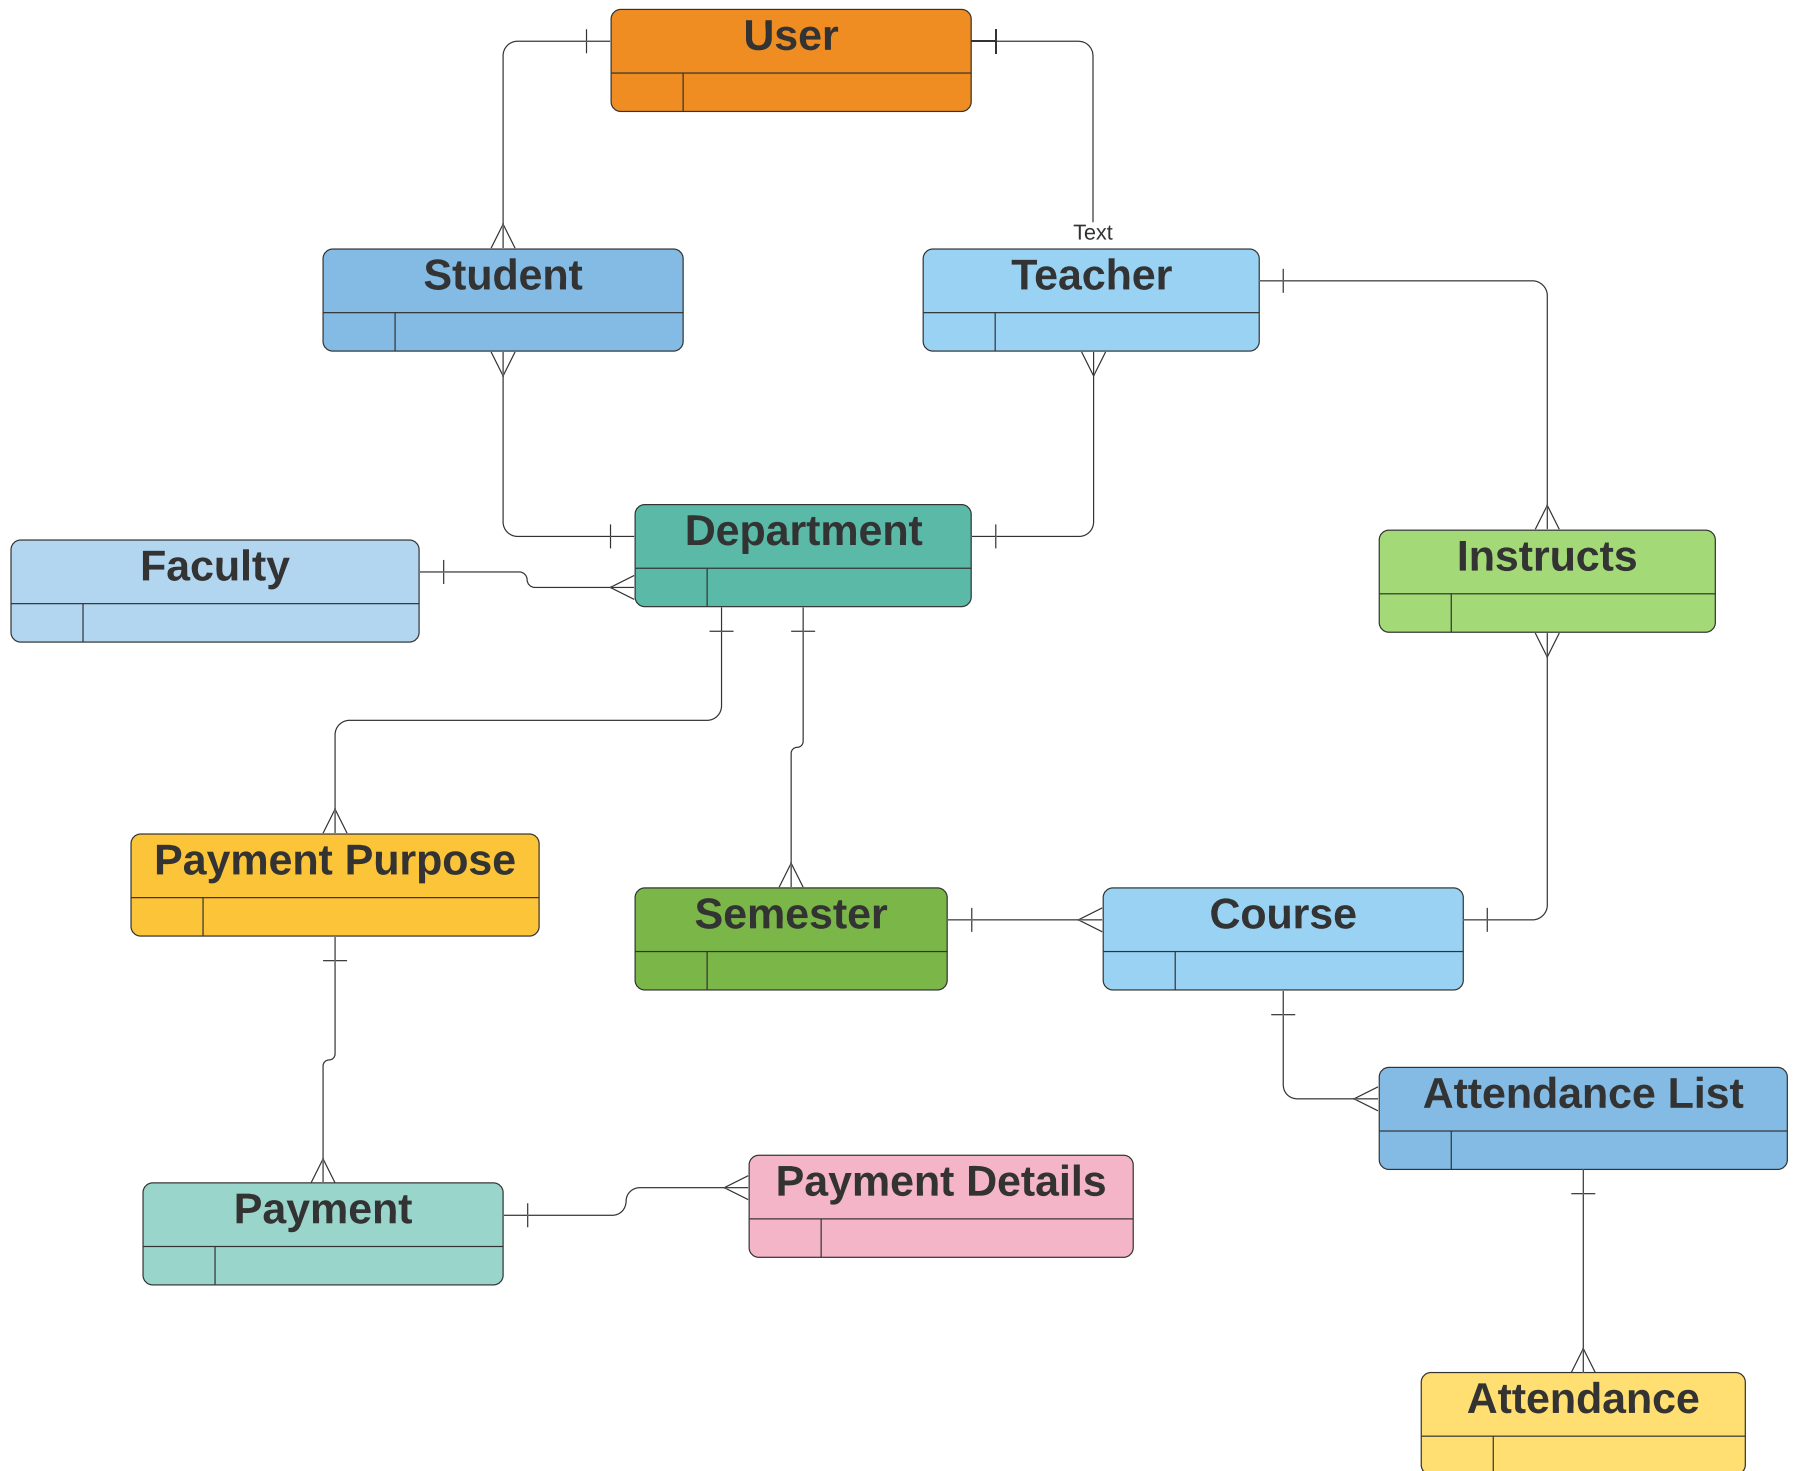 User
Text
Student
Teacher
Department
Instructs
Faculty
Payment Purpose
Semester
Course
Attendance List
Payment Details
Payment
Attendance